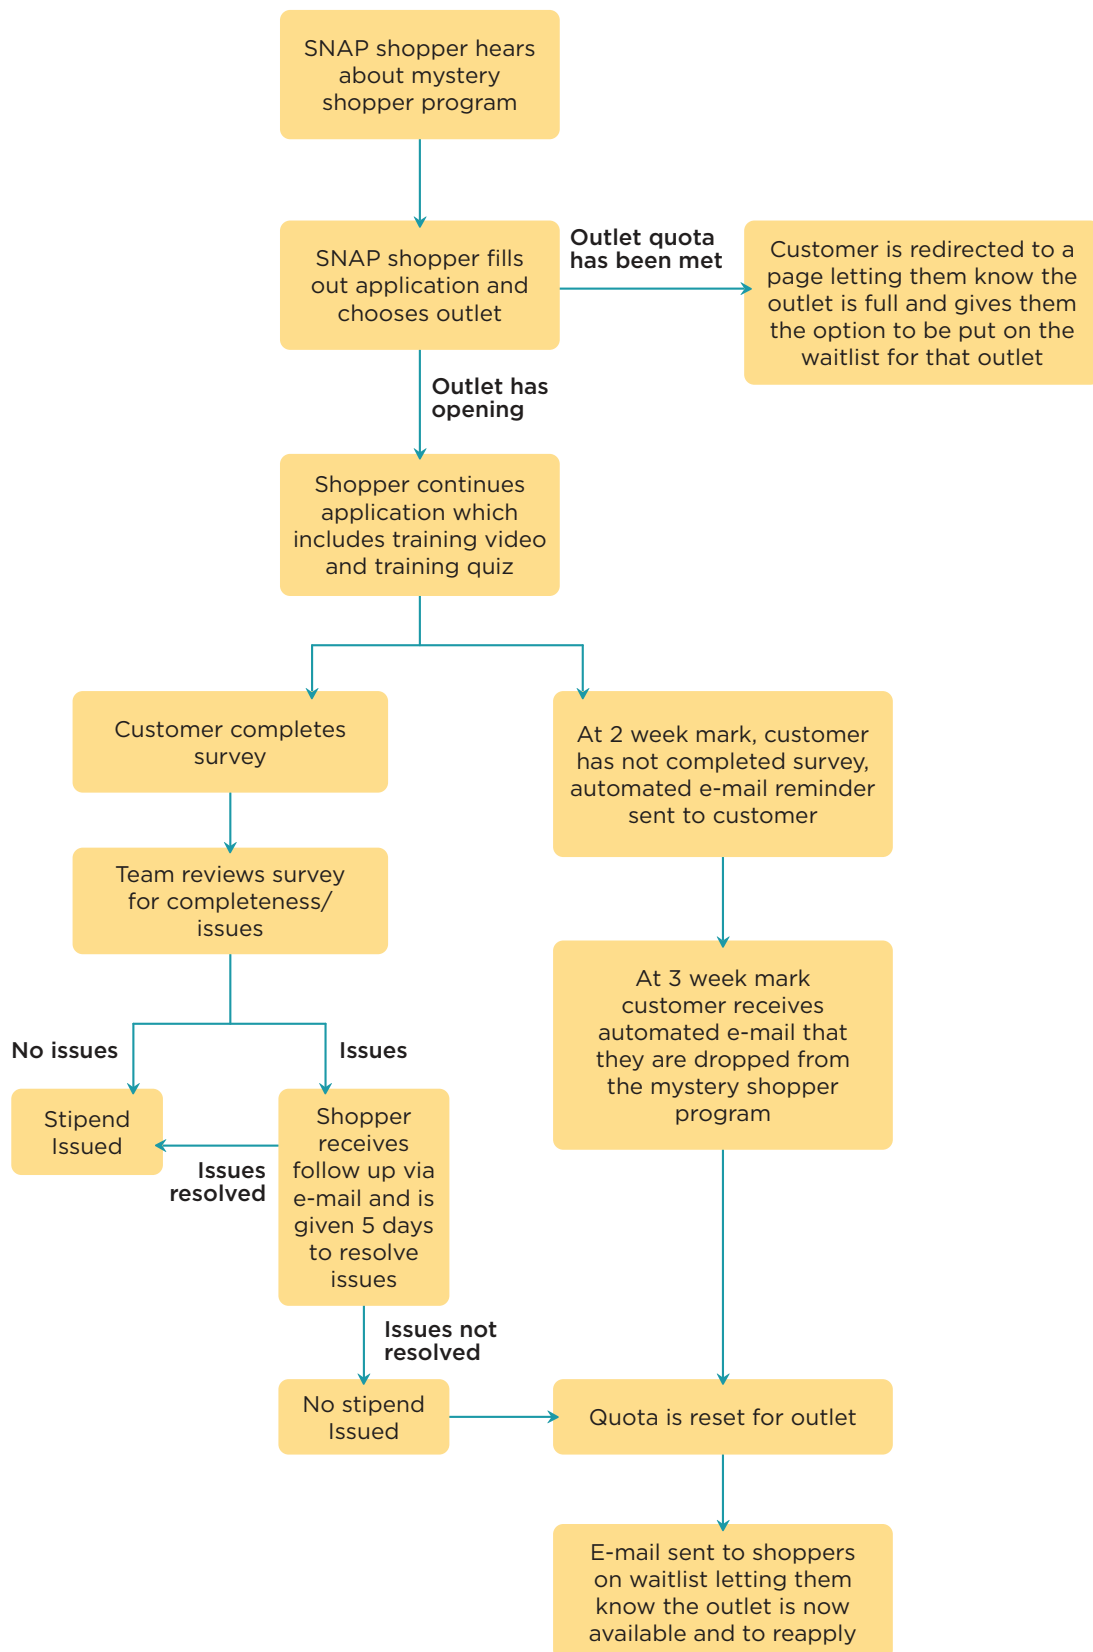 SNAP shopper hears
about mystery
shopper program
SNAP shopper fills
out application and
chooses outlet
Outlet quota
has been met
Customer is redirected to a
page letting them know the
outlet is full and gives them
the option to be put on the
waitlist for that outlet
Outlet has
opening
Shopper continues
application which
includes training video
and training quiz
Customer completes
survey
At 2 week mark, customer
has not completed survey,
automated e-mail reminder
sent to customer
Team reviews survey
for completeness/
issues
At 3 week mark
customer receives
automated e-mail that
they are dropped from
the mystery shopper
program
No issues
Issues
Stipend
Issued
Issues
resolved
Shopper
receives
follow up via
e-mail and is
given 5 days
to resolve
issues
Issues not
resolved
No stipend
Issued
Quota is reset for outlet
E-mail sent to shoppers
on waitlist letting them
know the outlet is now
available and to reapply